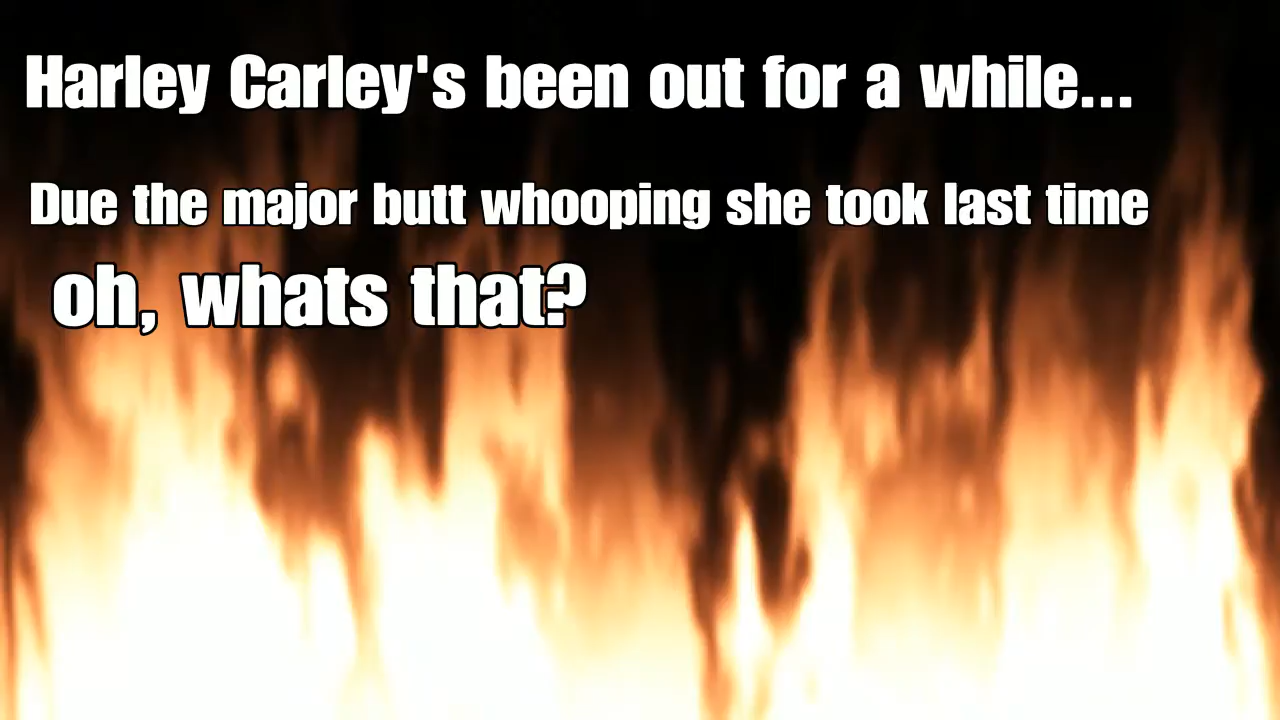 Harley Carley's been out for a while...
Due the major butt whooping she took last time
oh, whats that?